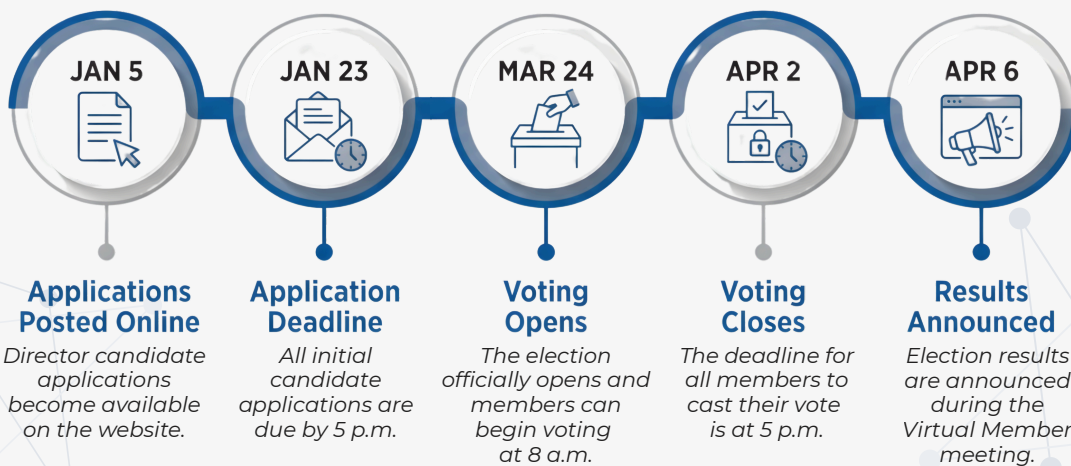 JAN 5
Applications
Posted Online
Director candidate
applications
become available
on the website.
JAN 23
Application
Deadline
All initial
candidate
applications are
due by 5 p.m.
MAR 24
Voting
Opens
The election
officially opens and
members can
begin voting
at 8 a.m.
APR 2
Voting
Closes
The deadline for
all members to
cast their vote
is at 5 p.m.
APR 6
Results
Announced
Election results
are announced
during the
Virtual Member
meeting.